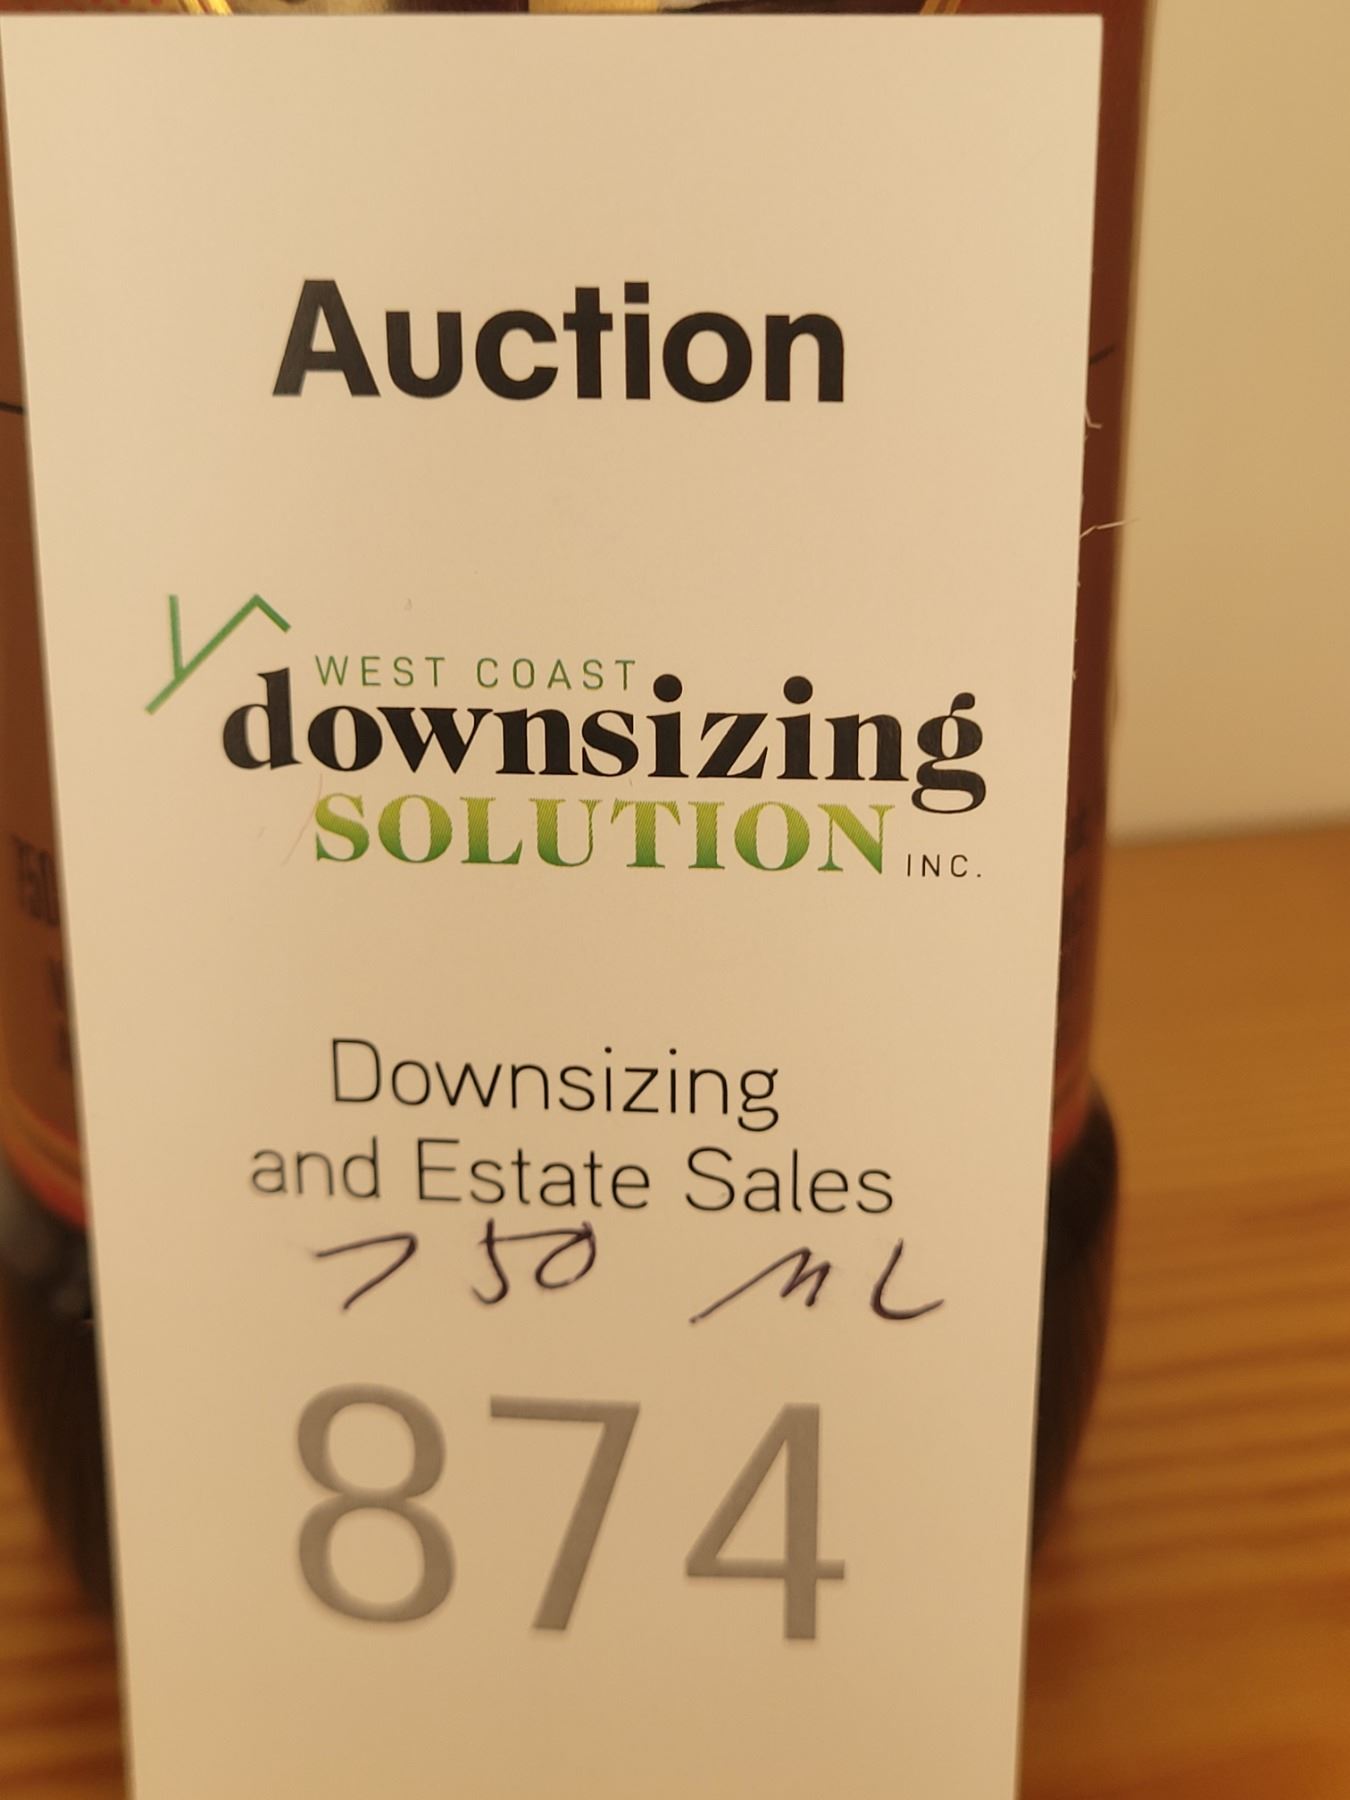 Auction
WEST COAST
downsizing
SOLUTION INC.
Downsizing
and Estate Sales
750 ML
874